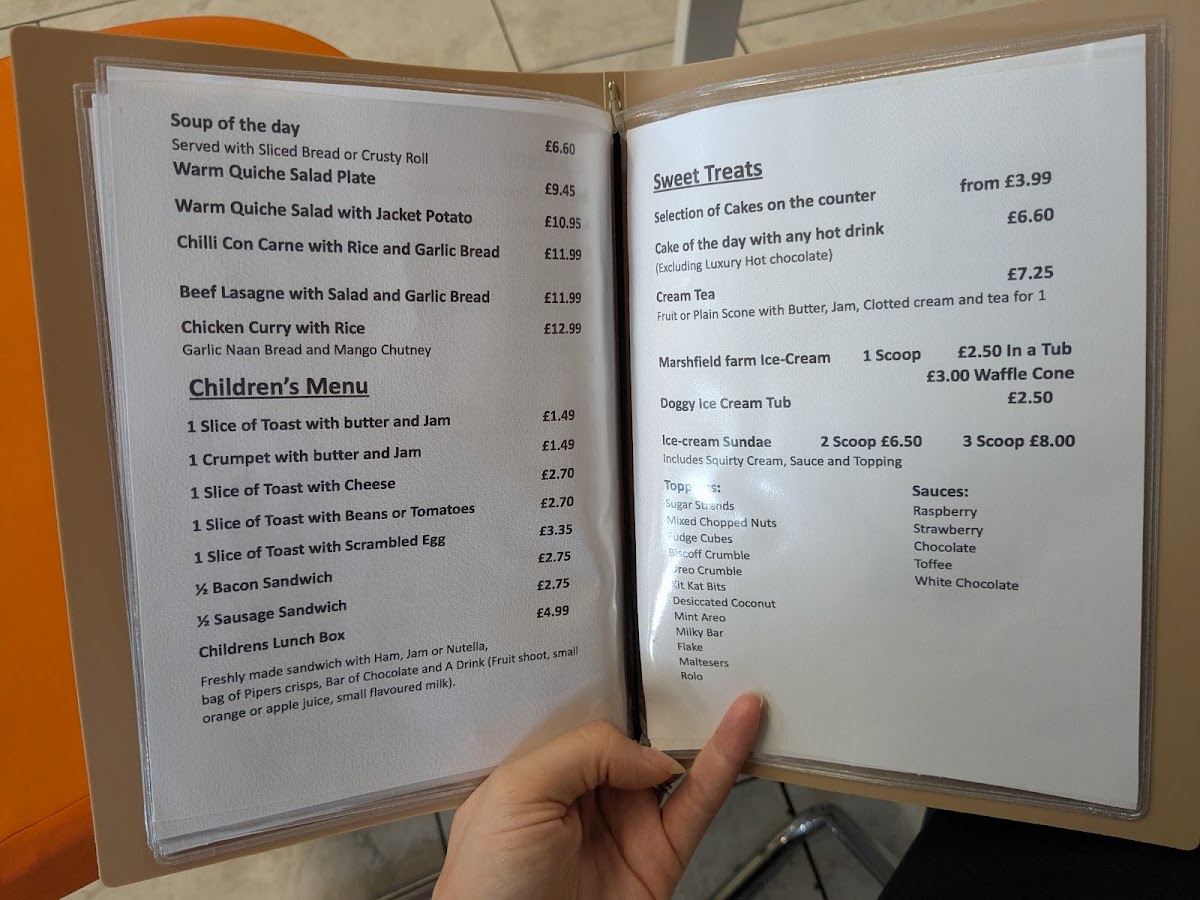 Soup of the day £6.60
Served with Sliced Bread or Crusty Roll
Warm Quiche Salad Plate £9.45
Warm Quiche Salad with Jacket Potato £10.95
Chilli Con Carne with Rice and Garlic Bread £11.99
Beef Lasagne with Salad and Garlic Bread £11.99
Chicken Curry with Rice £12.99
Garlic Naan Bread and Mango Chutney
Children's Menu
1 Slice of Toast with butter and Jam £1.49
1 Crumpet with butter and Jam £1.49
1 Slice of Toast with Cheese £2.70
1 Slice of Toast with Beans or Tomatoes £2.70
1 Slice of Toast with Scrambled Egg £3.35
½ Bacon Sandwich £2.75
½ Sausage Sandwich £2.75
Childrens Lunch Box £4.99
Freshly made sandwich with Ham, Jam or Nutella,
bag of Pipers crisps, Bar of Chocolate and A Drink (Fruit shoot, small
orange or apple juice, small flavoured milk).
Sweet Treats
Selection of Cakes on the counter from £3.99
Cake of the day with any hot drink £6.60
(Excluding Luxury Hot chocolate)
Cream Tea £7.25
Fruit or Plain Scone with Butter, Jam, Clotted cream and tea for 1
Marshfield farm Ice-Cream 1 Scoop £2.50 In a Tub
£3.00 Waffle Cone
Doggy Ice Cream Tub £2.50
Ice-cream Sundae 2 Scoop £6.50 3 Scoop £8.00
Includes Squirty Cream, Sauce and Topping
Toppings:
Sugar Strands
Mixed Chopped Nuts
Fudge Cubes
Biscoff Crumble
Oreo Crumble
Kit Kat Bits
Desiccated Coconut
Mint Areo
Milky Bar
Flake
Maltesers
Rolo
Sauces:
Raspberry
Strawberry
Chocolate
Toffee
White Chocolate